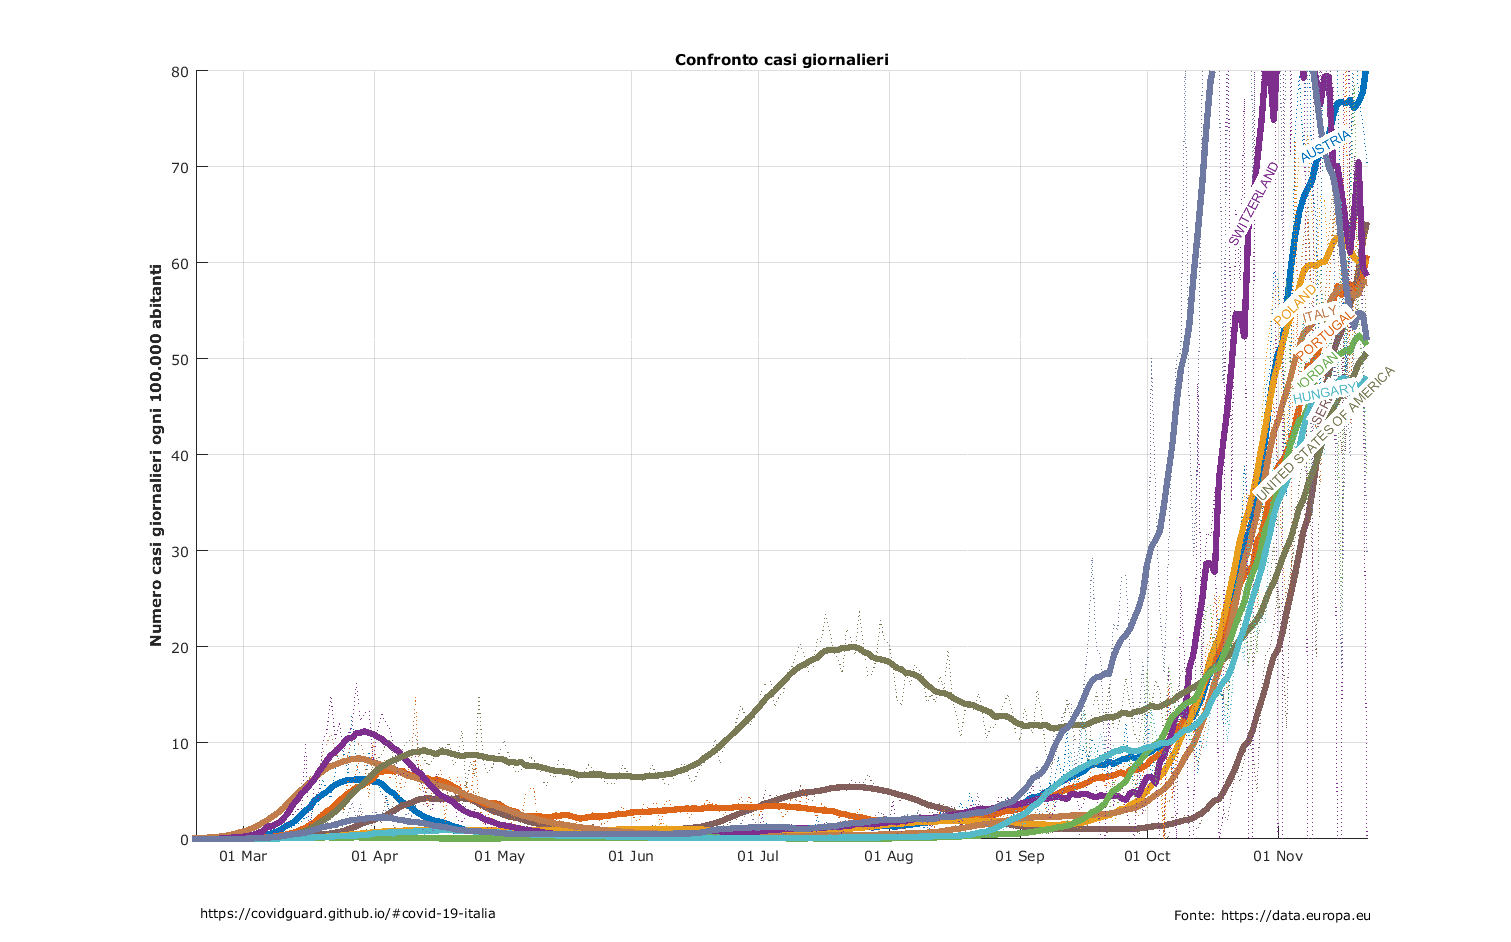 Confronto casi giornalieri
Numero casi giornalieri ogni 100.000 abitanti
80
70
60
50
40
30
20
10
0
01 Mar
01 Apr
01 May
01 Jun
01 Jul
01 Aug
01 Sep
01 Oct
01 Nov
AUSTRIA
SWITZERLAND
POLAND
ITALY
PORTUGAL
HUNGARY
UNITED STATES OF AMERICA
https://covidguard.github.io/#covid-19-italia
Fonte: https://data.europa.eu